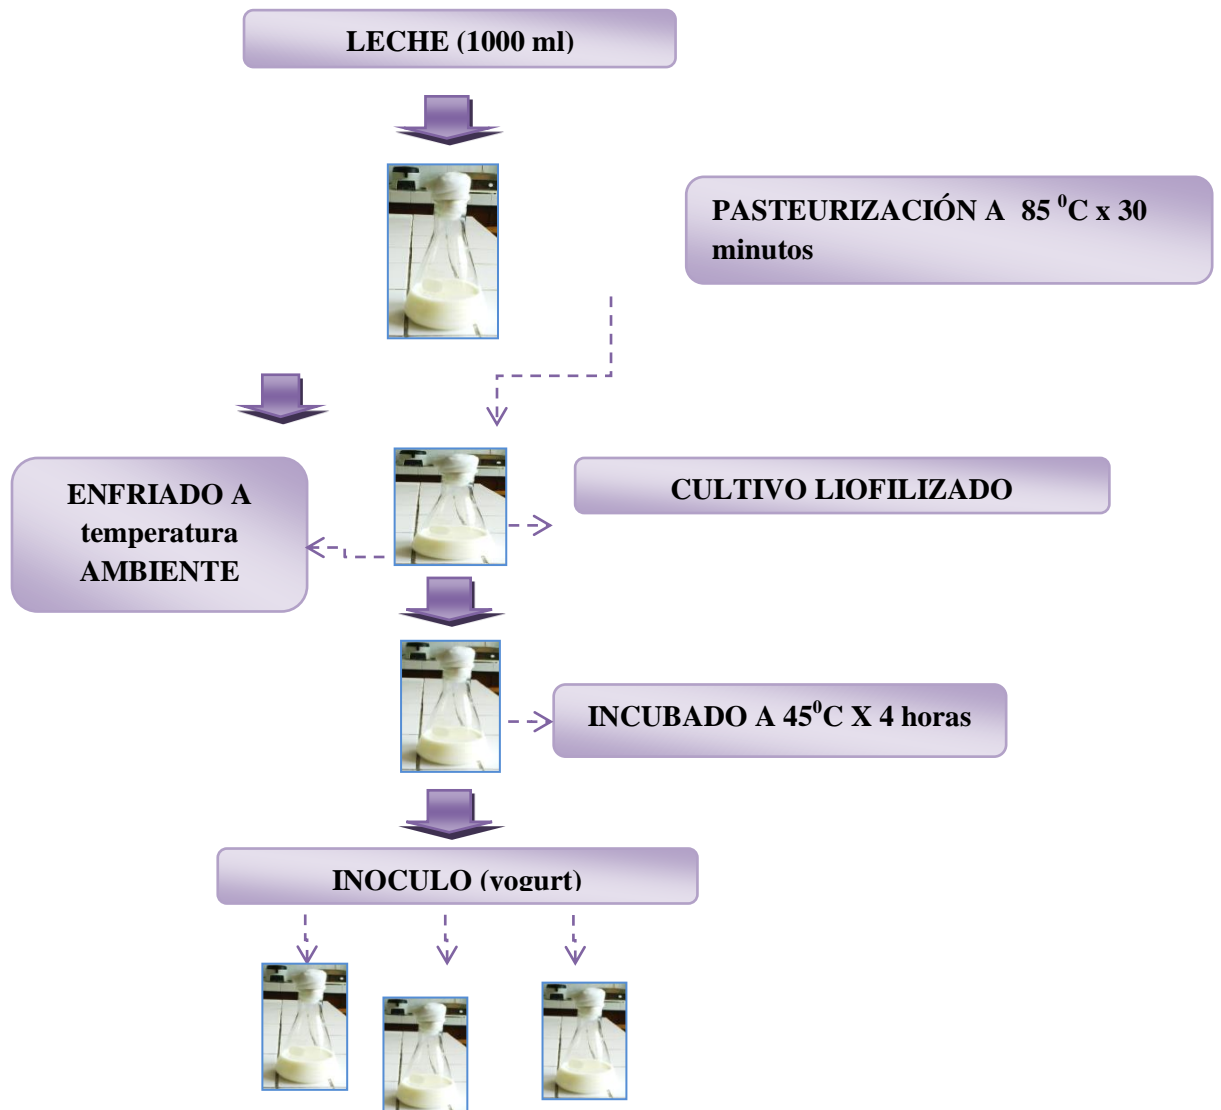 LECHE (1000 ml)
PASTEURIZACIÓN A 85 ⁰C x 30
minutos
ENFRIADO A
temperatura
AMBIENTE
CULTIVO LIOFILIZADO
INCUBADO A 45⁰C X 4 horas
INOCULO (yogurt)